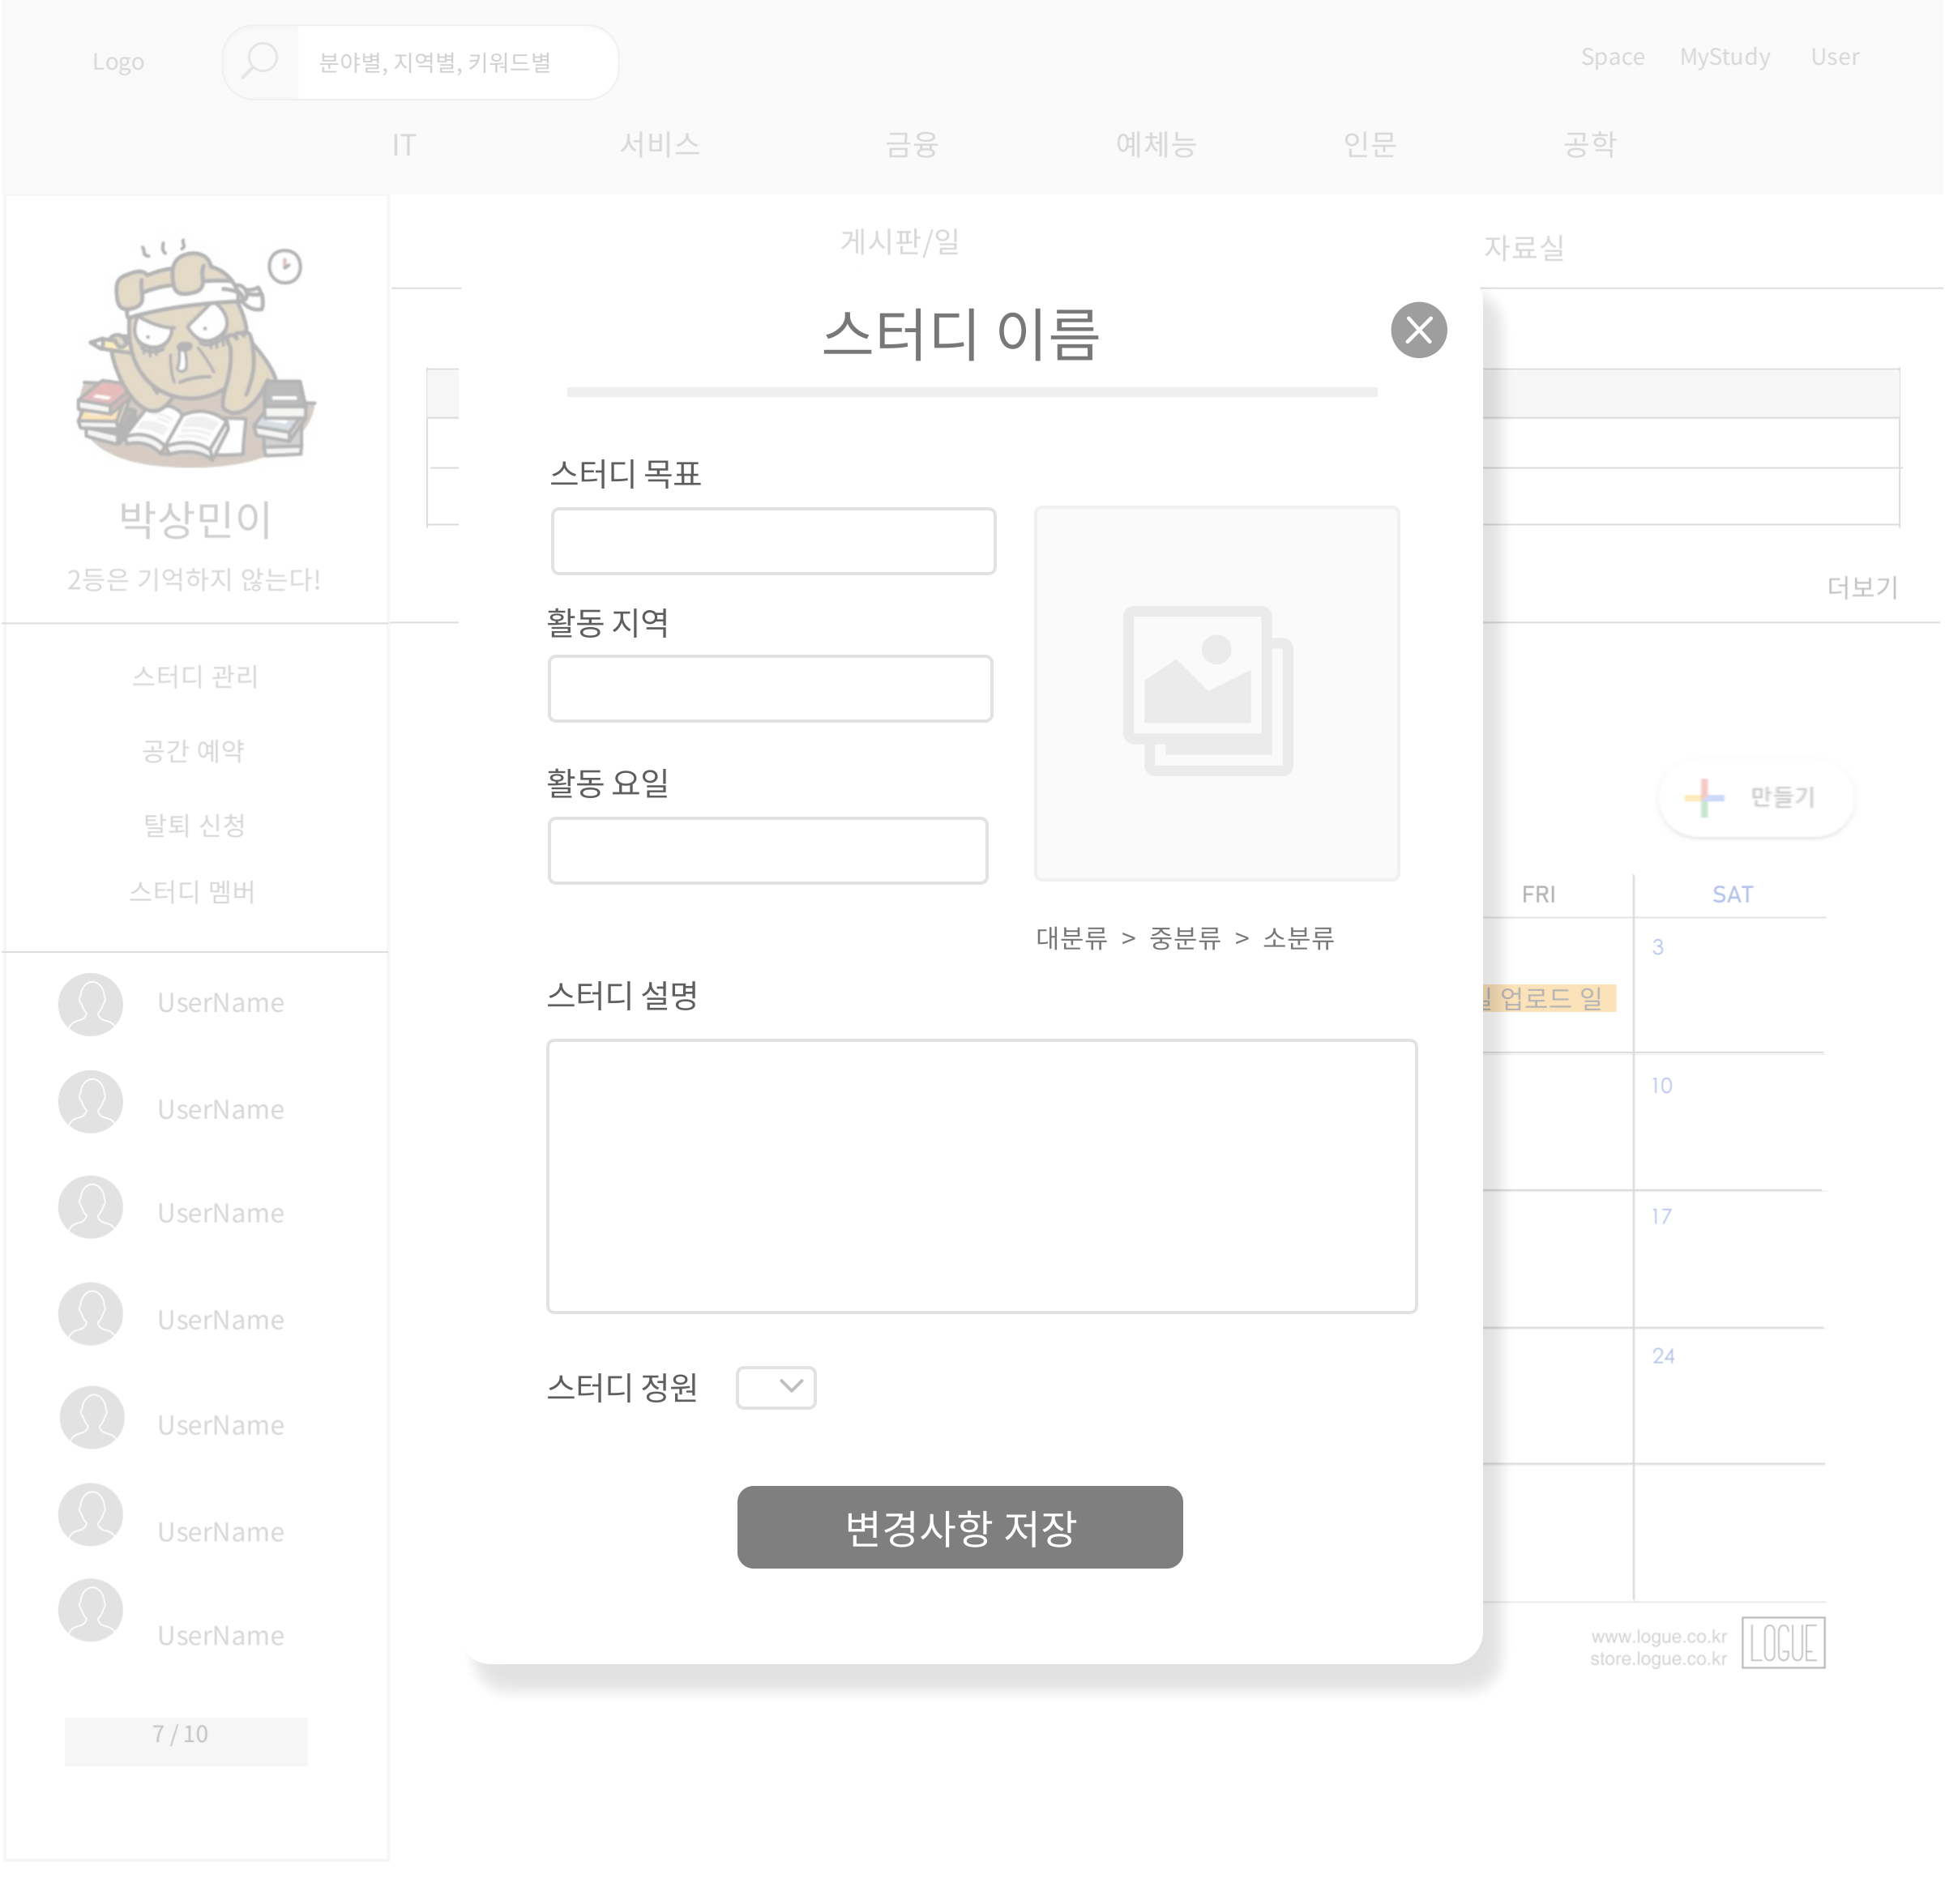 Logo
분야별, 지역별, 키워드별
Space MyStudy User
IT 서비스 금융 예체능 인문 공학
게시판/일
자료실
스터디 이름
박상민이
2등은 기억하지 않는다!
스터디 관리
공간 예약
탈퇴 신청
스터디 멤버
UserName
UserName
UserName
UserName
UserName
UserName
UserName
7 / 10
스터디 목표
활동 지역
활동 요일
대분류 > 중분류 > 소분류
스터디 설명
스터디 정원
변경사항 저장
더보기
만들기
FRI SAT
3
업로드 일
10
17
24
www.logue.co.kr
store.logue.co.kr
LOGUE